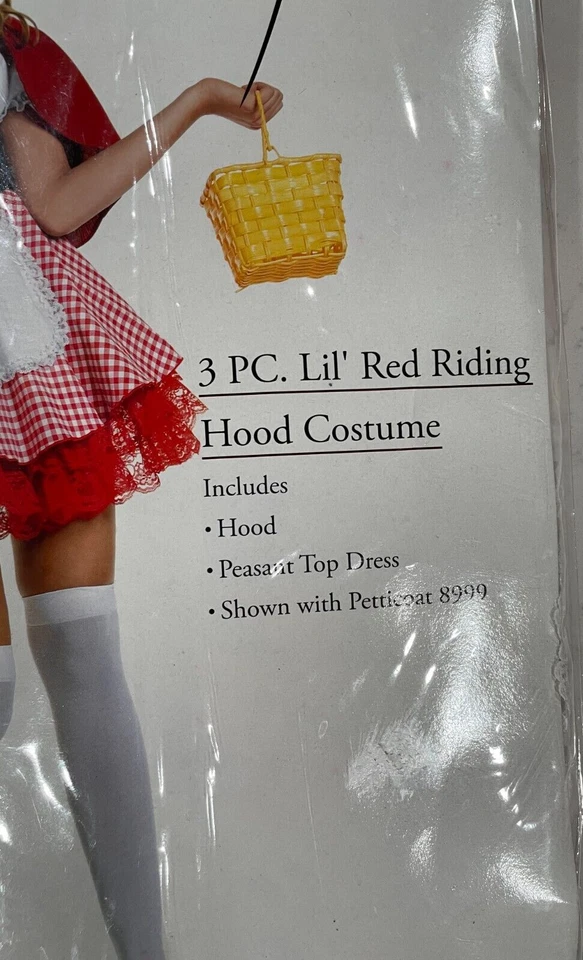 3 PC. Lil' Red Riding
Hood Costume
Includes
• Hood
• Peasant Top Dress
• Shown with Petticoat 8999